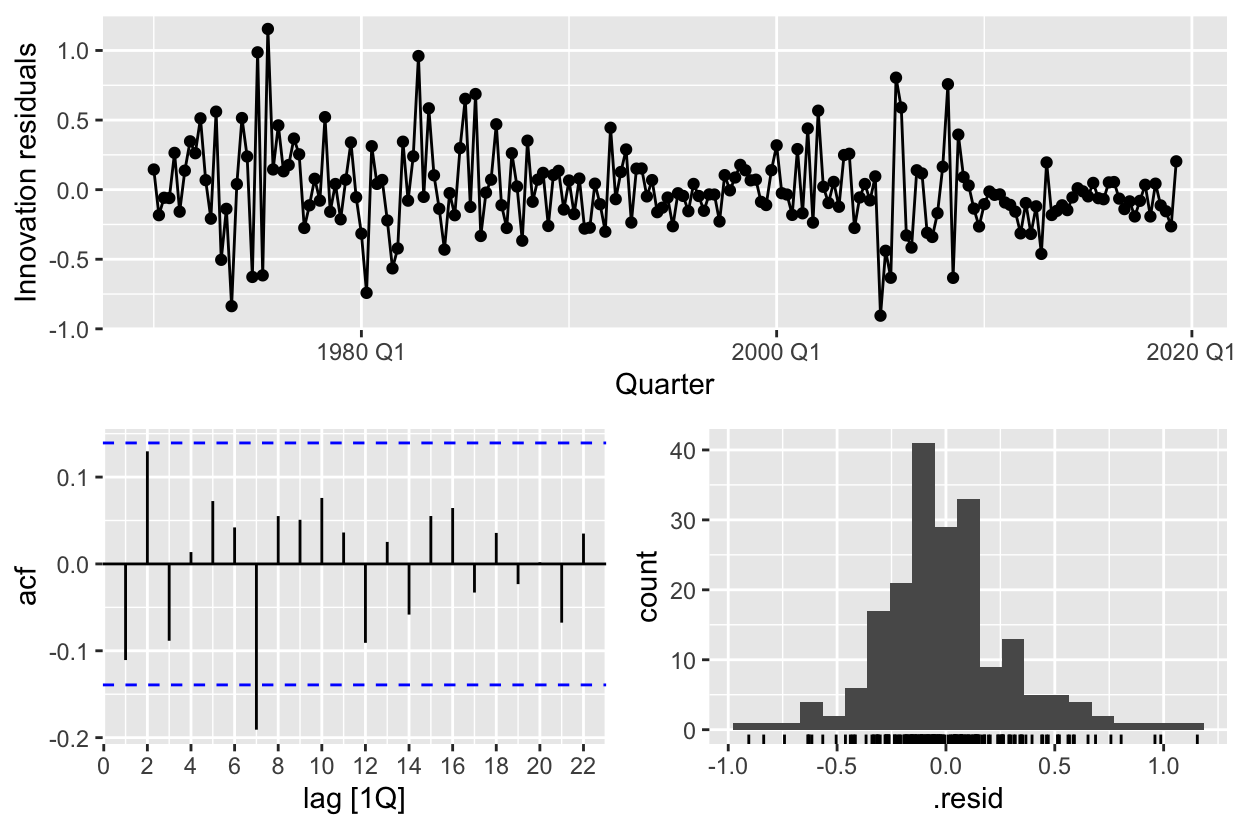 Innovation residuals
1.0
0.5
0.0
-0.5
-1.0
1980 Q1 2000 Q1 2020 Q1
Quarter
acf
0.1
0.0
-0.1
-0.2
0 2 4 6 8 10 12 14 16 18 20 22
lag [1Q]
count
40
30
20
10
0
-1.0 -0.5 0.0 0.5 1.0
.resid